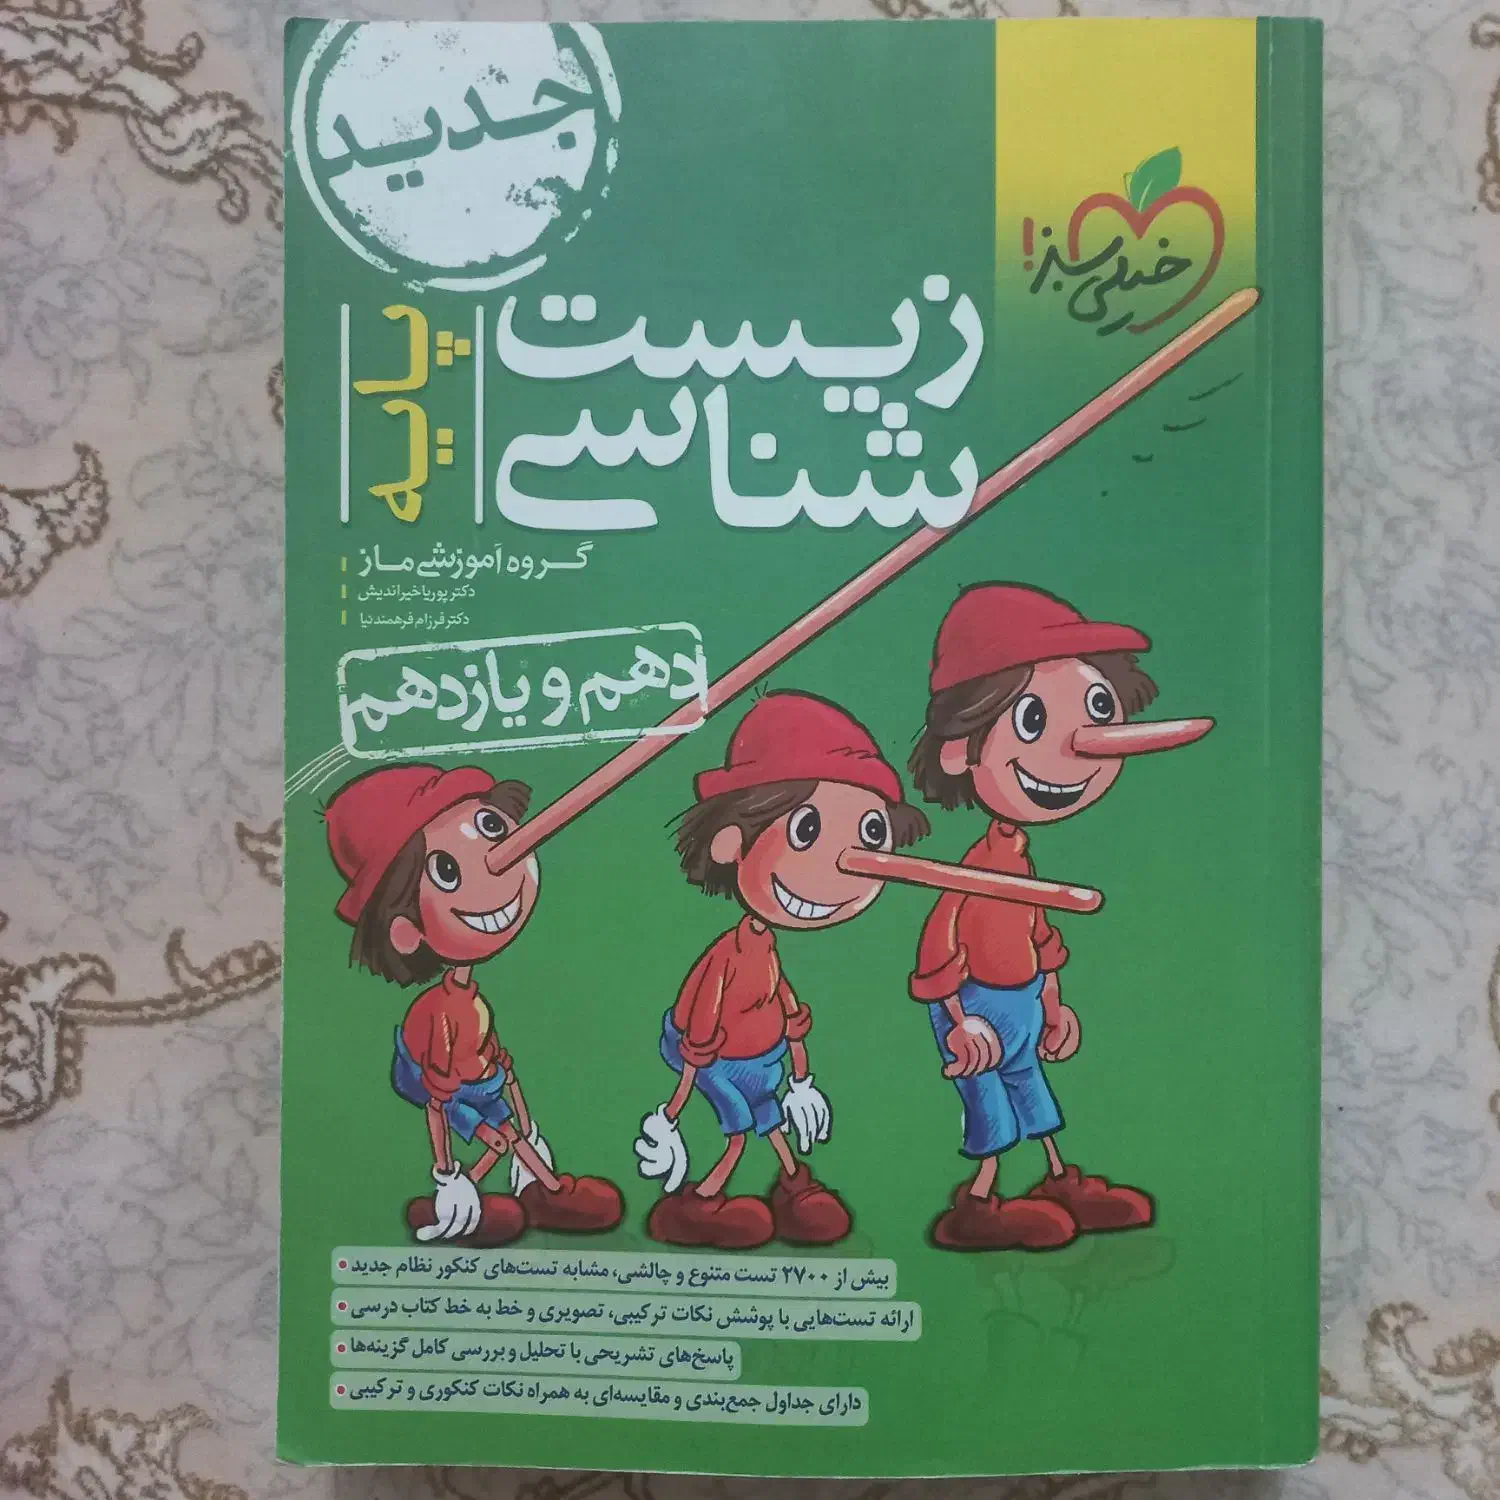 جدید
خیلی سبز!
زیست
شناسی
پایه
گروه آموزشی ماز
دکتر پوریا خیراندیش
دکتر فرزام فرهمندنیا
دهم و یازدهم
بیش از ۲۷۰۰ تست متنوع و چالشی، مشابه تست‌های کنکور نظام جدید
ارائه تست‌هایی با پوشش نکات ترکیبی، تصویری و خط به خط کتاب درسی
پاسخ‌های تشریحی با تحلیل و بررسی کامل گزینه‌ها
دارای جداول جمع‌بندی و مقایسه‌ای به همراه نکات کنکوری و ترکیبی